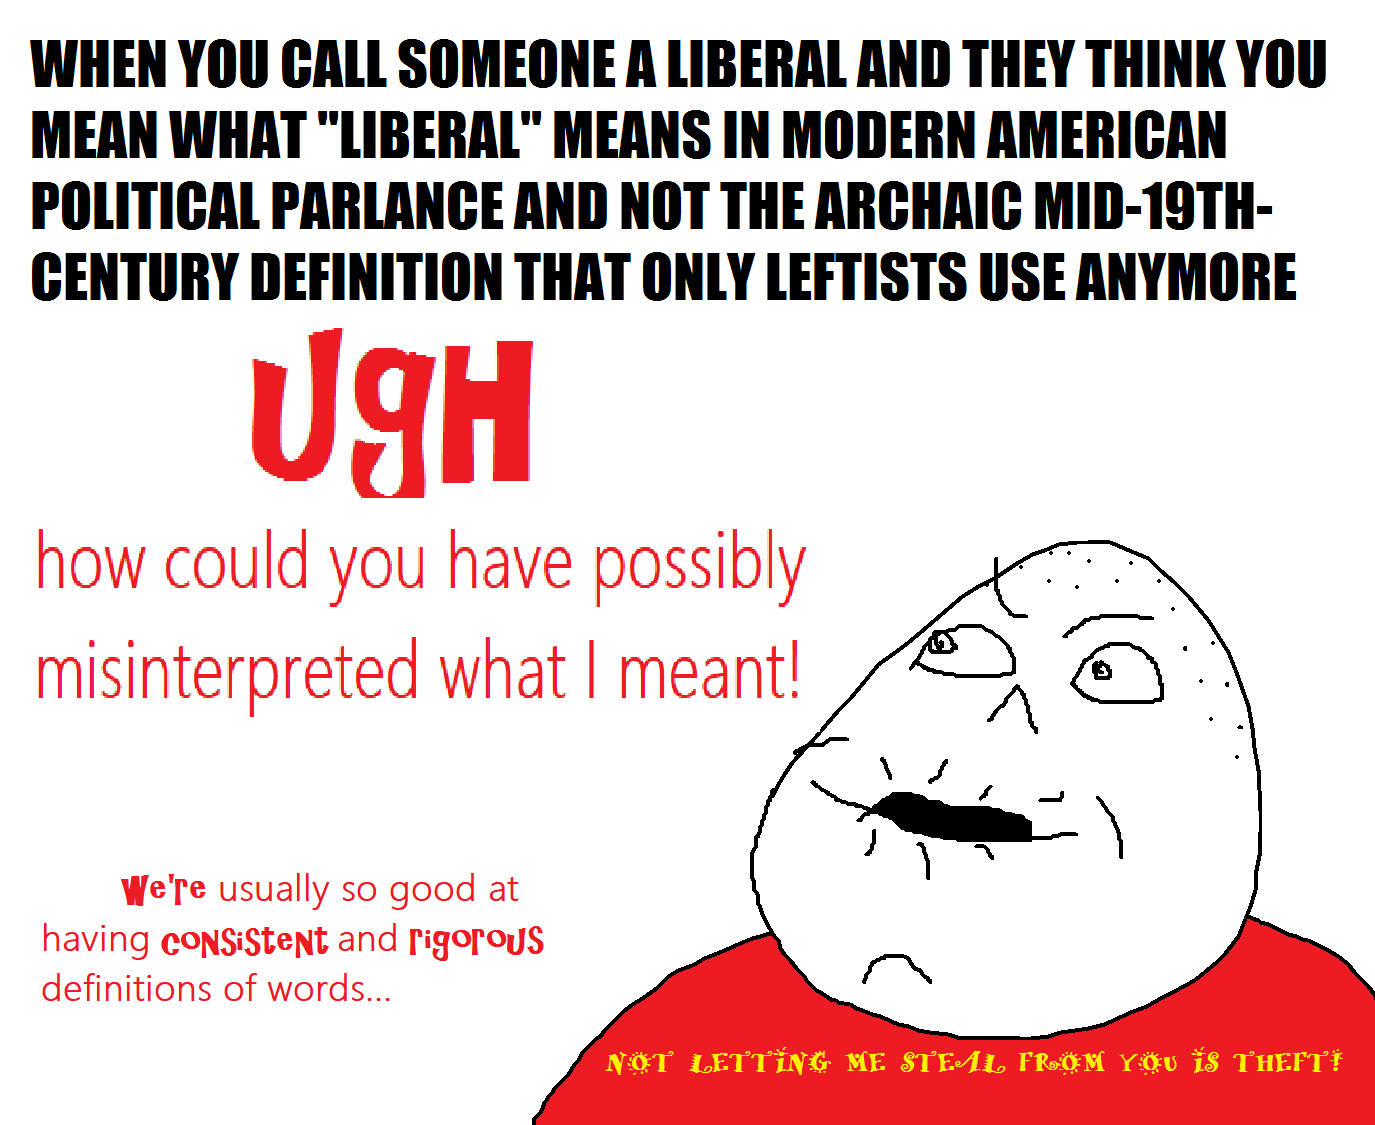 WHEN YOU CALL SOMEONE A LIBERAL AND THEY THINK YOU
MEAN WHAT "LIBERAL" MEANS IN MODERN AMERICAN
POLITICAL PARLANCE AND NOT THE ARCHAIC MID-19TH-
CENTURY DEFINITION THAT ONLY LEFTISTS USE ANYMORE
UgH
how could you have possibly
misinterpreted what I meant!
We're usually so good at
having coNSiSteNt and rigorouS
definitions of words...
NOT LETTING ME STEAL FROM YOU IS THEFT!